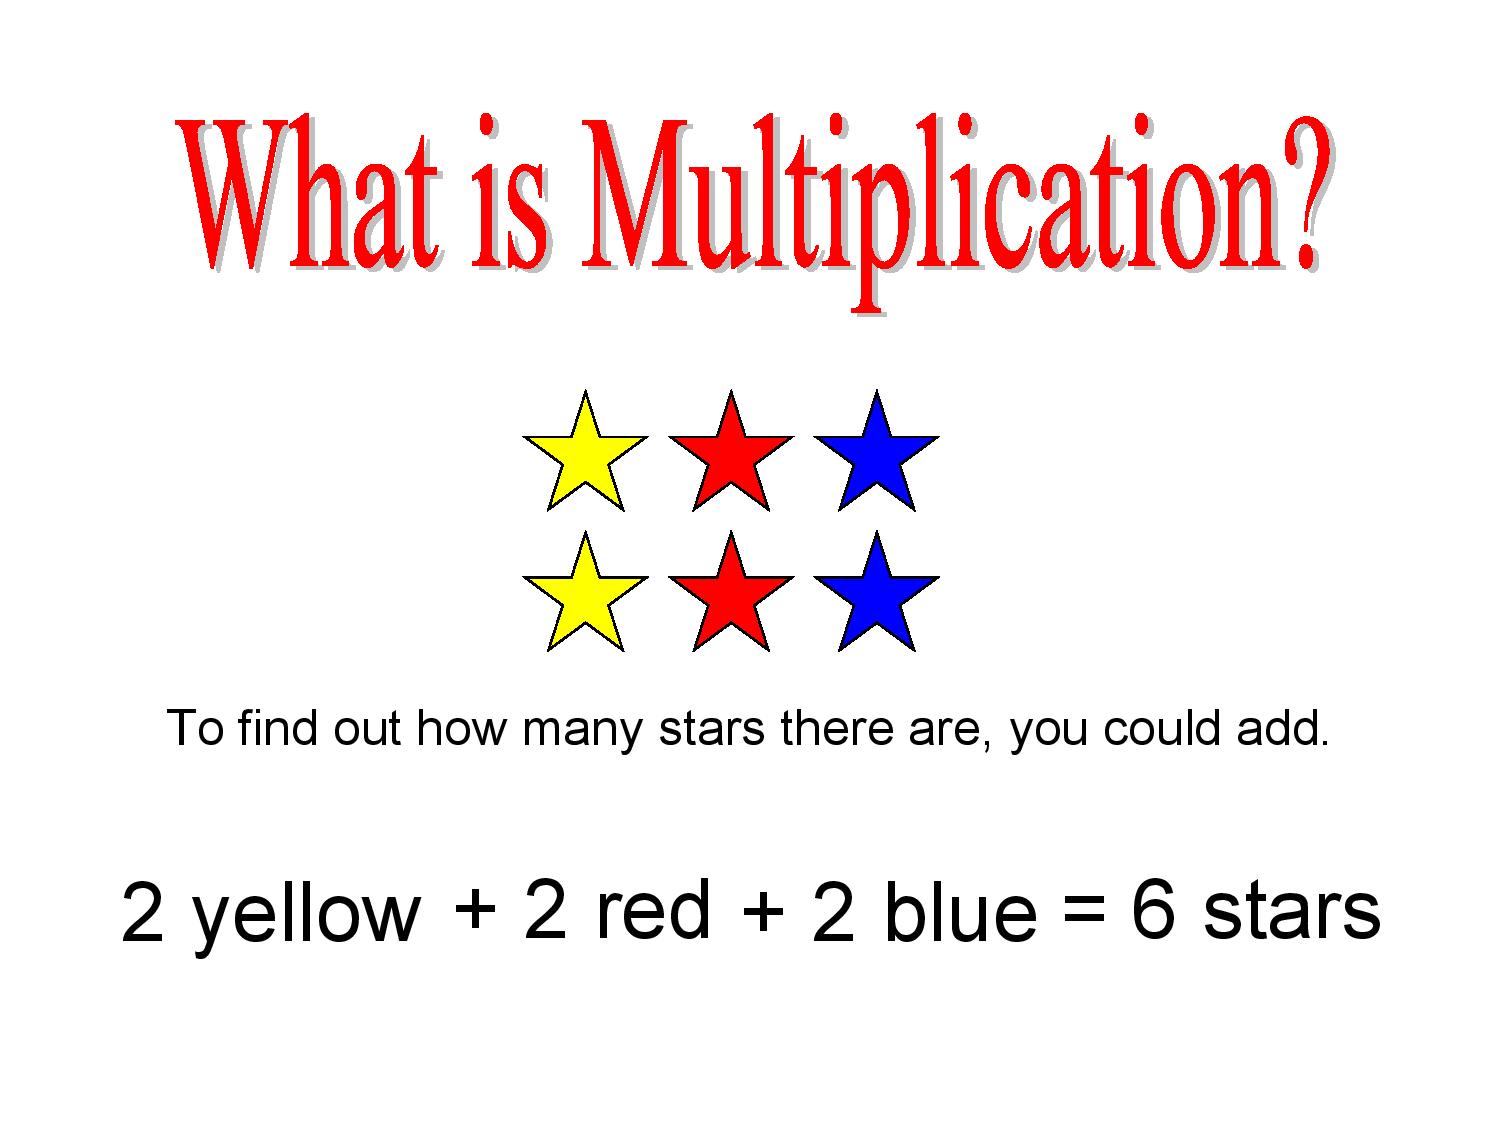 What is Multiplication?
To find out how many stars there are, you could add.
2 yellow + 2 red + 2 blue = 6 stars